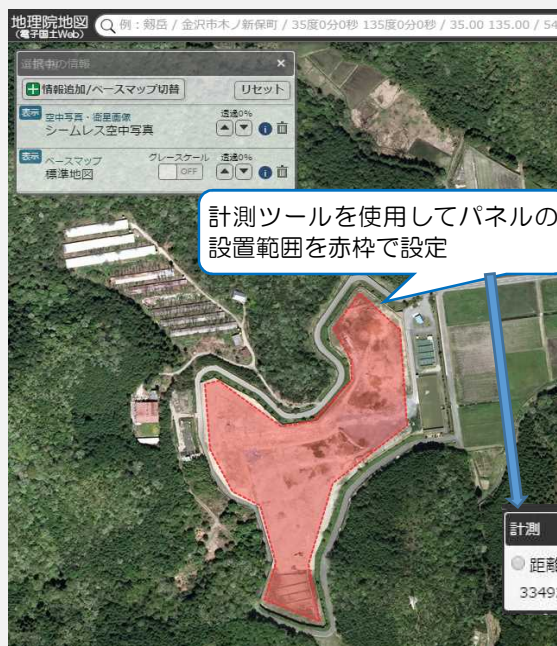 地理院地図
(電子国土Web)
例：剱岳 / 金沢市木ノ新保町 / 35度0分0秒 135度0分0秒 / 35.00 135.00 / 54
選択中の情報 ×
情報追加/ベースマップ切替 リセット
表示 空中写真・衛星画像 透過0%
シームレス空中写真
表示 ベースマップ グレースケール 透過0%
標準地図 OFF
計測ツールを使用してパネルの
設置範囲を赤枠で設定
計測
距離
3349